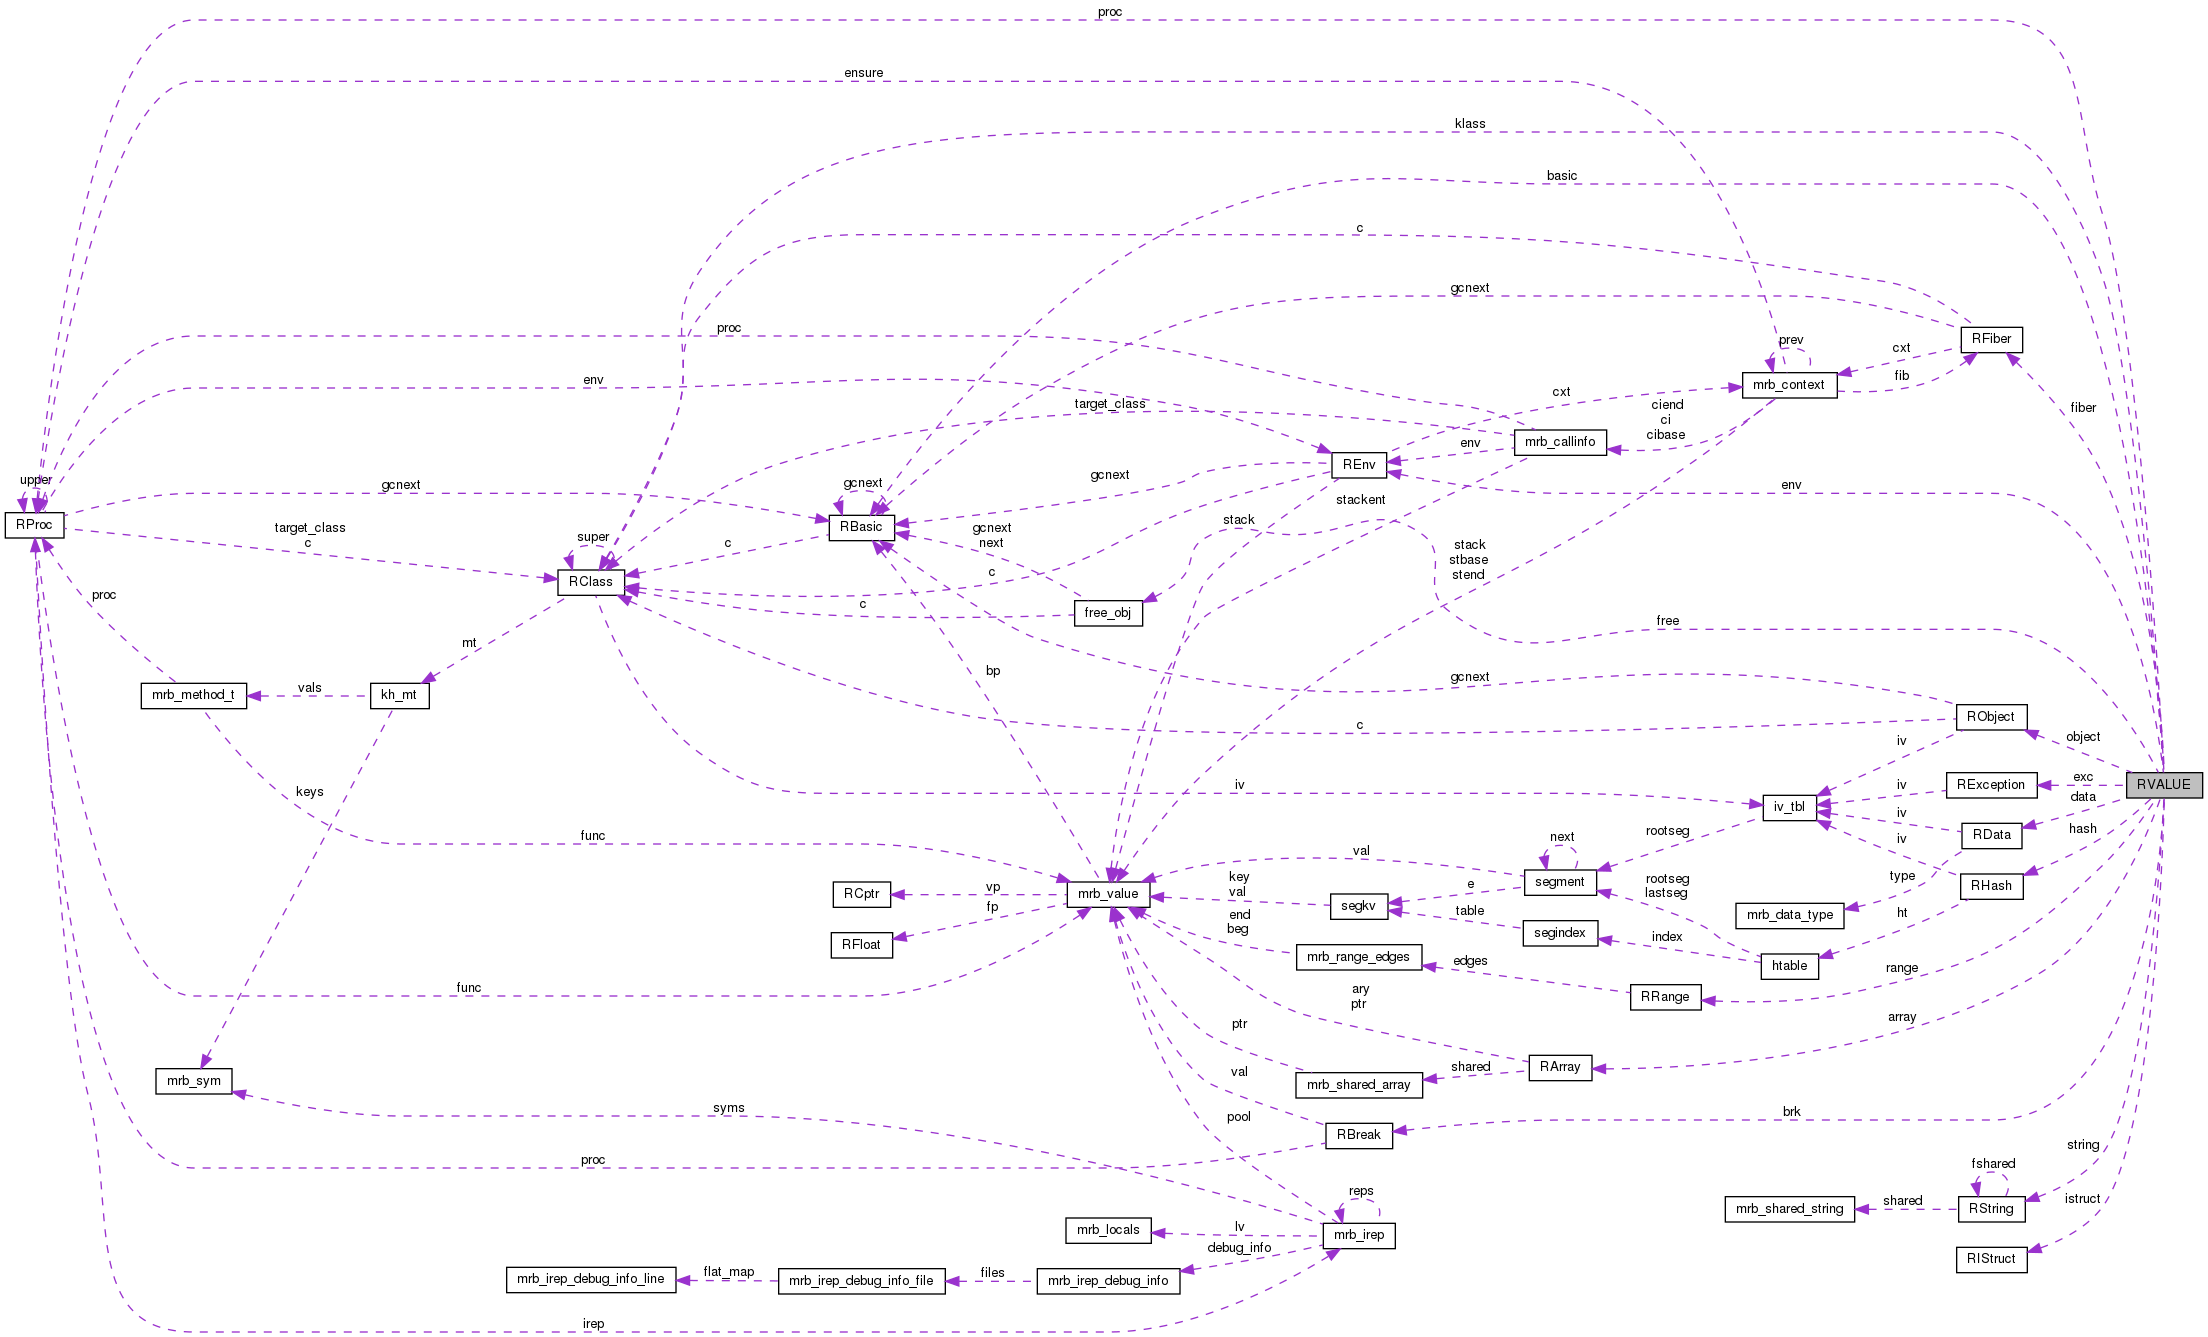 proc
ensure
klass
basic
c
gcnext
proc
RFiber
prev
cxt
fib
mrb_context
env
cxt
target_class
ciend
ci
cibase
fiber
mrb_callinfo
env
REnv
upper
gcnext
gcnext
gcnext
env
stackent
RProc
target_class
c
RBasic
gcnext
next
stack
super
c
stack
stbase
stend
RClass
c
c
free_obj
proc
free
mt
bp
gcnext
mrb_method_t
vals
kh_mt
c
RObject
iv
object
keys
iv
iv_tbl
iv
RException
exc
RVALUE
data
iv
RData
func
rootseg
next
val
iv
hash
RCptr
vp
mrb_value
key
val
segkv
e
segment
rootseg
lastseg
type
RHash
fp
RFloat
end
beg
table
segindex
mrb_data_type
ht
index
mrb_range_edges
edges
htable
range
func
ary
ptr
RRange
ptr
array
mrb_sym
mrb_shared_array
shared
RArray
val
syms
pool
brk
RBreak
proc
string
fshared
reps
istruct
mrb_shared_string
shared
RString
mrb_locals
lv
mrb_irep
debug_info
RIStruct
mrb_irep_debug_info_line
flat_map
mrb_irep_debug_info_file
files
mrb_irep_debug_info
irep